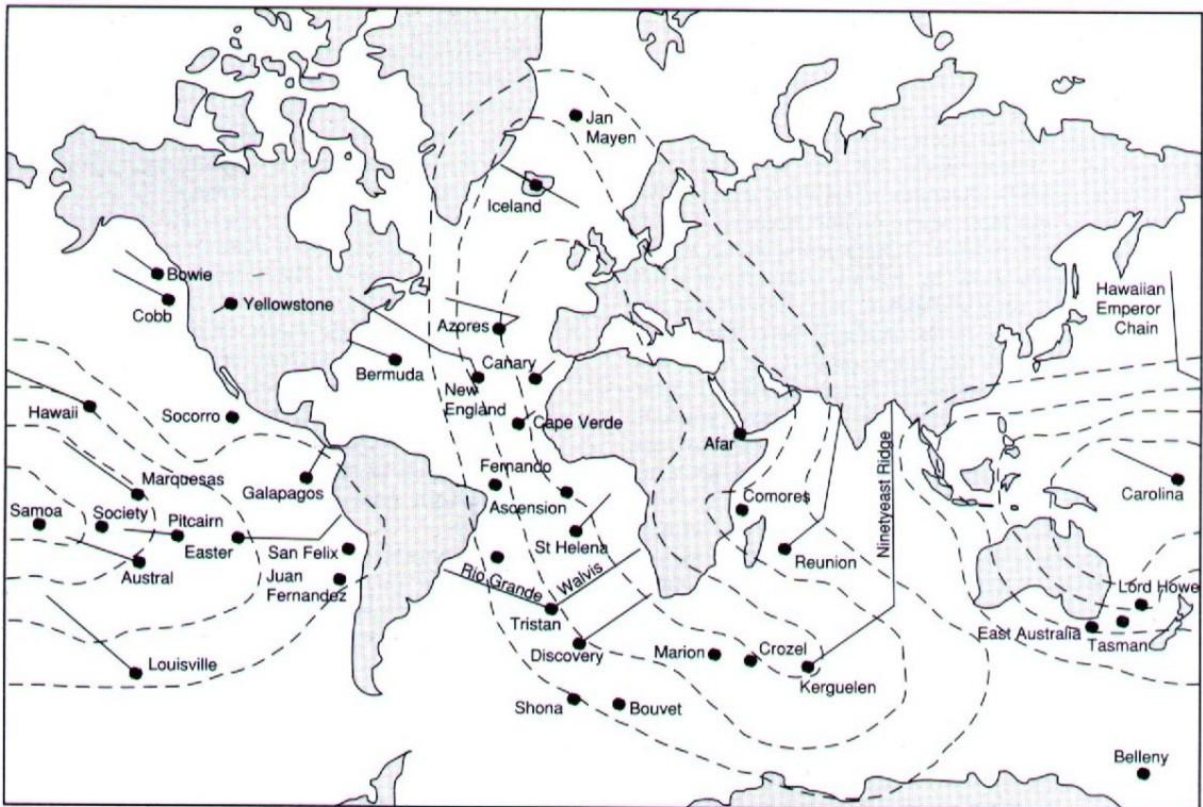 Jan
Mayen
Iceland
Bowie
Cobb
Yellowstone
Azores
Bermuda
Canary
New
England
Hawaiian
Emperor
Chain
Hawaii
Socorro
Cape Verde
Afar
Marquesas
Galapagos
Fernando
Ascension
Comores
Ninetyeast Ridge
Carolina
Samoa
Society
Pitcairn
Easter
San Felix
St Helena
Reunion
Austral
Juan
Fernandez
Rio Grande
Walvis
Tristan
Lord Howe
East Australia
Tasman
Louisville
Discovery
Marion
Crozel
Kerguelen
Shona
Bouvet
Belleny